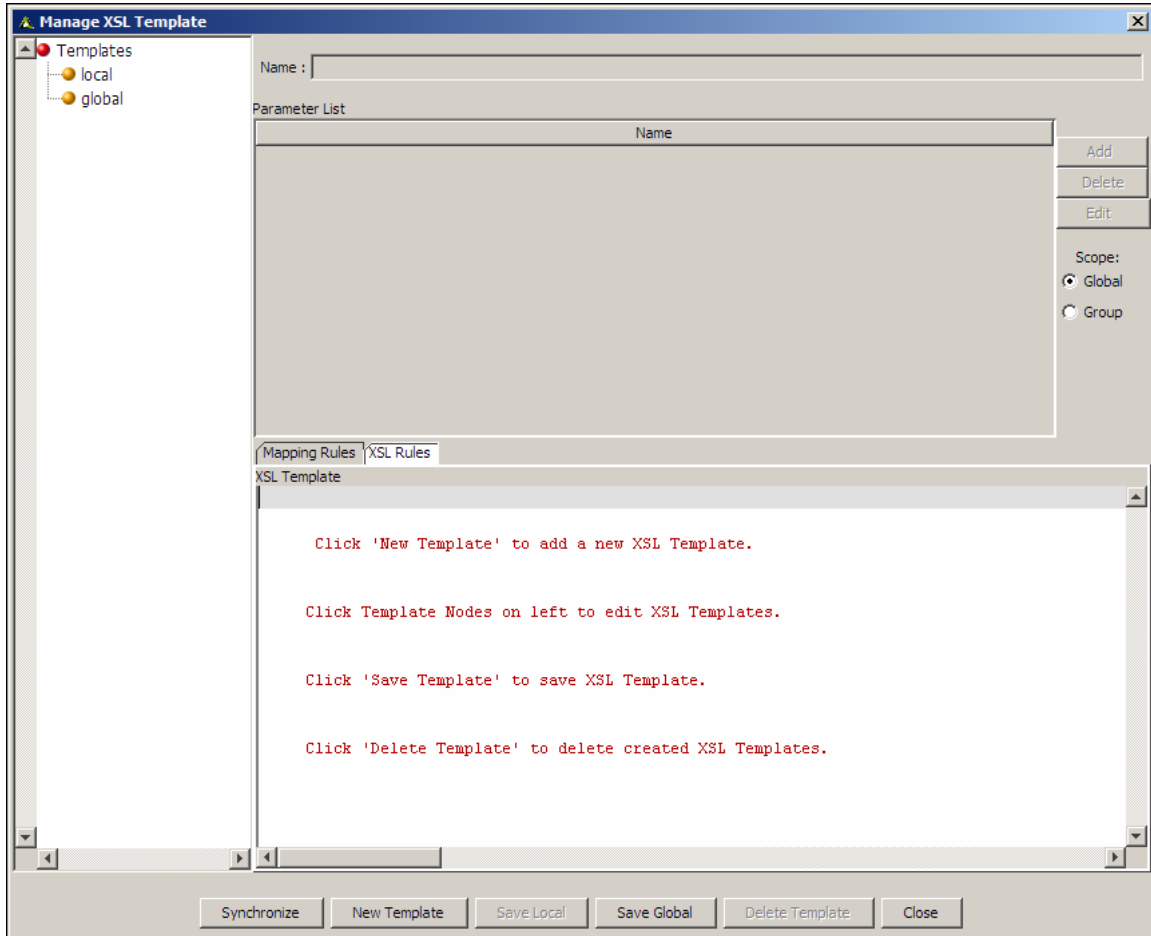 Manage XSL Template
Templates
local
global
Name :
Parameter List
Name
Add
Delete
Edit
Scope:
Global
Group
Mapping Rules XSL Rules
XSL Template
Click 'New Template' to add a new XSL Template.
Click Template Nodes on left to edit XSL Templates.
Click 'Save Template' to save XSL Template.
Click 'Delete Template' to delete created XSL Templates.
Synchronize New Template Save Local Save Global Delete Template Close